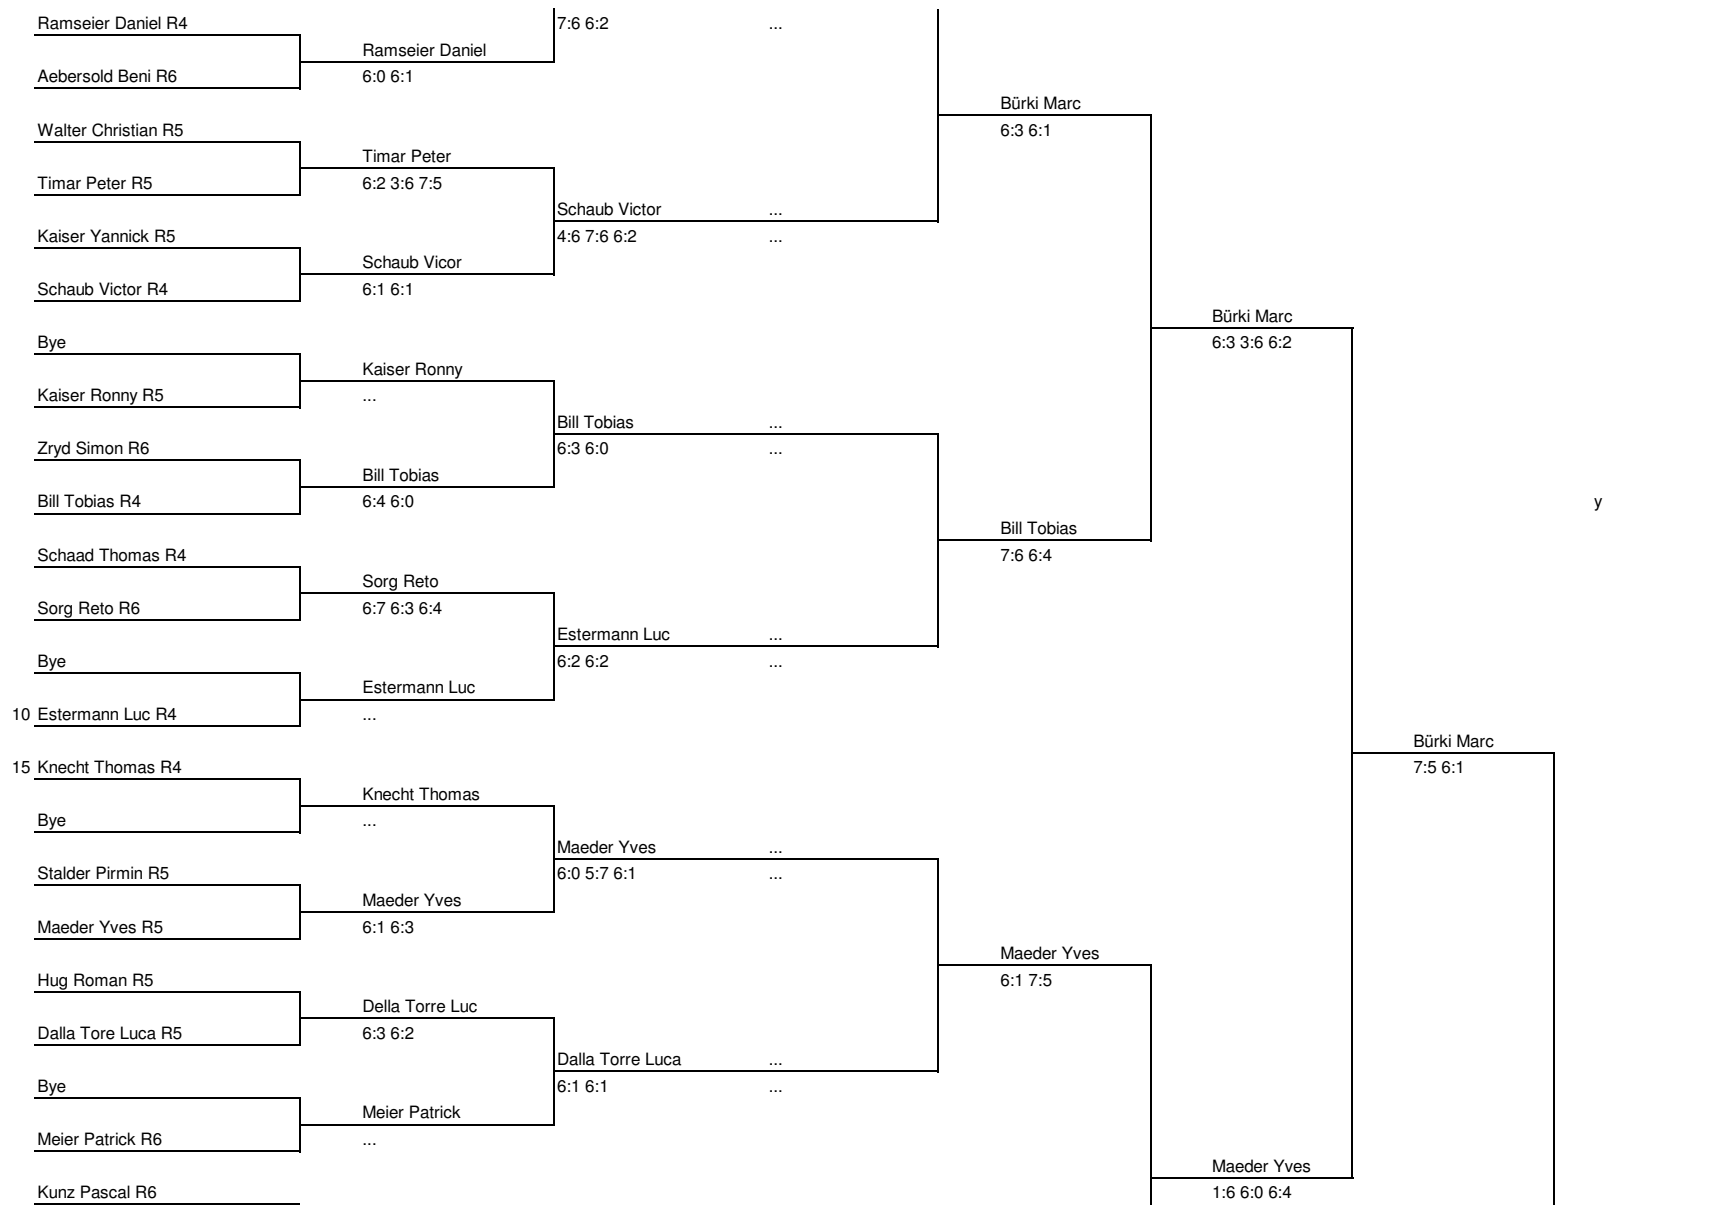 Ramseier Daniel R4
7:6 6:2
...
Ramseier Daniel
Aebersold Beni R6
6:0 6:1
Bürki Marc
Walter Christian R5
6:3 6:1
Timar Peter
Timar Peter R5
6:2 3:6 7:5
Schaub Victor
...
Kaiser Yannick R5
4:6 7:6 6:2
...
Schaub Vicor
Schaub Victor R4
6:1 6:1
Bürki Marc
Bye
6:3 3:6 6:2
Kaiser Ronny
Kaiser Ronny R5
...
Bill Tobias
...
Zryd Simon R6
6:3 6:0
...
Bill Tobias
Bill Tobias R4
6:4 6:0
y
Bill Tobias
Schaad Thomas R4
7:6 6:4
Sorg Reto
Sorg Reto R6
6:7 6:3 6:4
Estermann Luc
...
Bye
6:2 6:2
...
Estermann Luc
10 Estermann Luc R4
...
Bürki Marc
15 Knecht Thomas R4
7:5 6:1
Knecht Thomas
Bye
...
Maeder Yves
...
Stalder Pirmin R5
6:0 5:7 6:1
...
Maeder Yves
Maeder Yves R5
6:1 6:3
Maeder Yves
Hug Roman R5
6:1 7:5
Della Torre Luc
Dalla Tore Luca R5
6:3 6:2
Dalla Torre Luca
...
Bye
6:1 6:1
...
Meier Patrick
Meier Patrick R6
...
Maeder Yves
Kunz Pascal R6
1:6 6:0 6:4